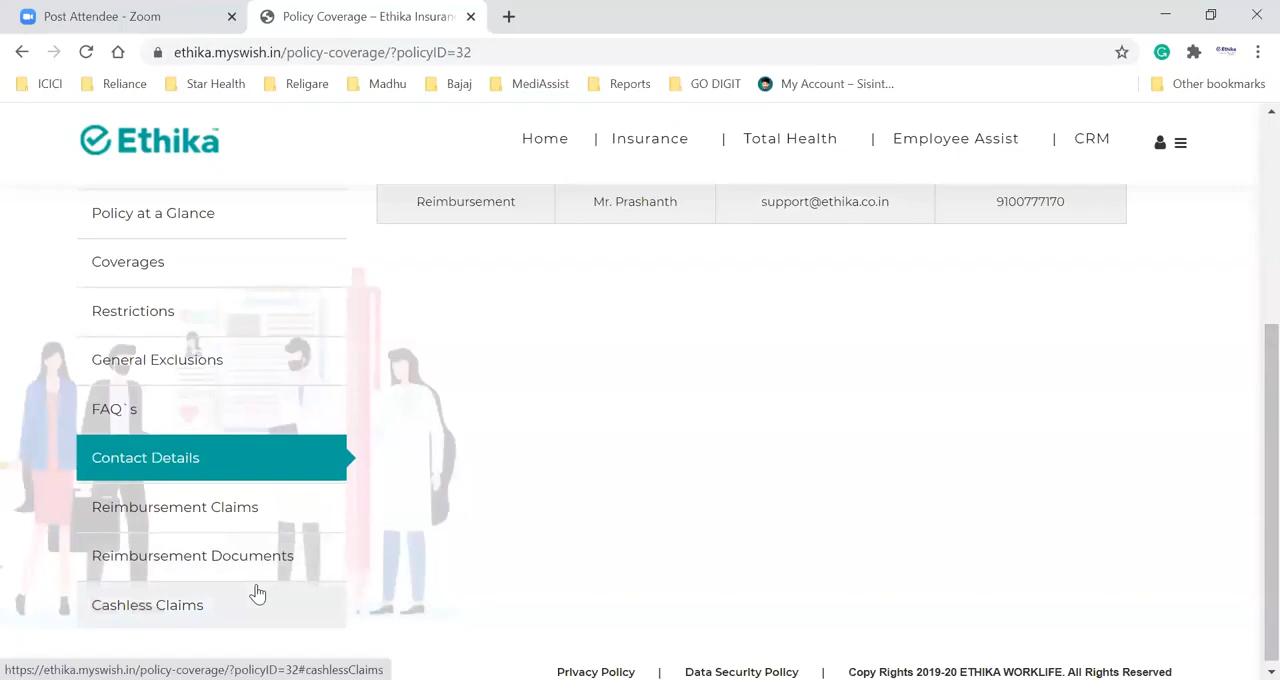 Post Attendee - Zoom
Policy Coverage – Ethika Insuran
ethika.myswish.in/policy-coverage/?policyID=32
ICICI
Reliance
Star Health
Religare
Madhu
Bajaj
MediAssist
Reports
GO DIGIT
My Account – Sisint...
Other bookmarks
Ethika
Home | Insurance | Total Health | Employee Assist | CRM
Reimbursement Mr. Prashanth support@ethika.co.in 9100777170
Policy at a Glance
Coverages
Restrictions
General Exclusions
FAQ`s
Contact Details
Reimbursement Claims
Reimbursement Documents
Cashless Claims
https://ethika.myswish.in/policy-coverage/?policyID=32#cashlessClaims
Privacy Policy | Data Security Policy | Copy Rights 2019-20 ETHIKA WORKLIFE. All Rights Reserved